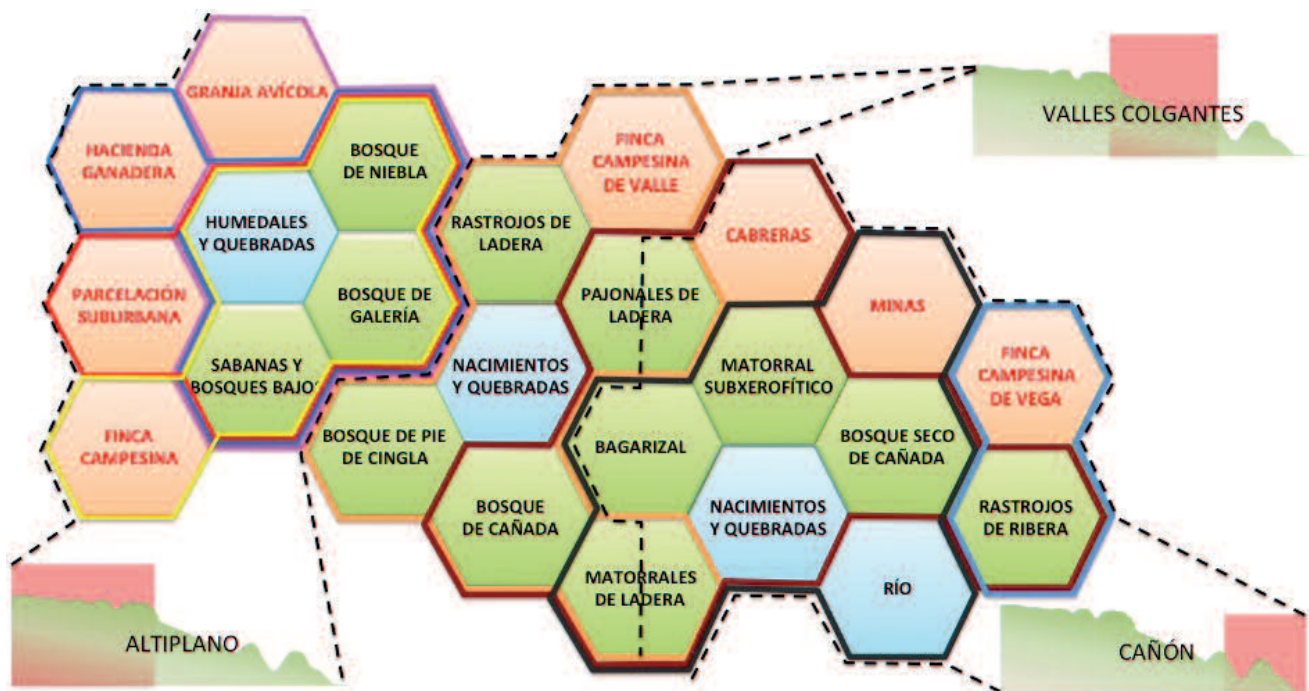 GRANJA AVÍCOLA
HACIENDA
GANADERA
BOSQUE
DE NIEBLA
HUMEDALES
Y QUEBRADAS
PARCELACIÓN
SUBURBANA
BOSQUE DE
GALERÍA
SABANAS Y
BOSQUES BAJOS
FINCA
CAMPESINA
ALTIPLANO
FINCA
CAMPESINA
DE VALLE
RASTROJOS DE
LADERA
PAJONALES DE
LADERA
NACIMIENTOS
Y QUEBRADAS
BOSQUE DE PIE
DE CINGLA
BOSQUE
DE CAÑADA
VALLES COLGANTES
CABRERAS
MINAS
MATORRAL
SUBXEROFÍTICO
FINCA
CAMPESINA
DE VEGA
BAGARIZAL
BOSQUE SECO
DE CAÑADA
NACIMIENTOS
Y QUEBRADAS
RASTROJOS
DE RIBERA
MATORRALES
DE LADERA
RÍO
CAÑÓN